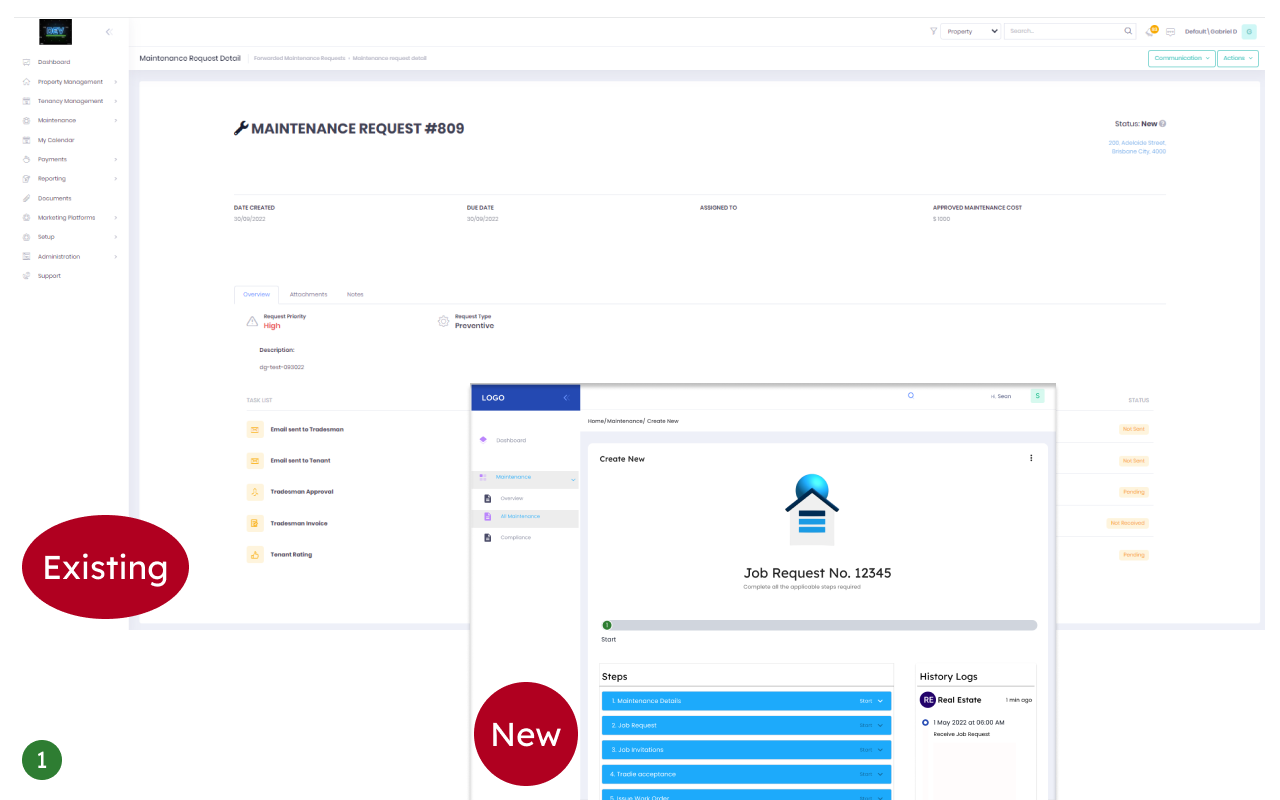 DEV
Property
Search...
Default\Gabriel D
G
Dashboard
Property Management
Tenancy Management
Maintenance
My Calendar
Payments
Reporting
Documents
Marketing Platforms
Setup
Administration
Support
Maintenance Request Detail
Forwarded Maintenance Requests - Maintenance request detail
Communication
Actions
MAINTENANCE REQUEST #809
Status: New
200, Adelaide Street,
Brisbane City, 4000
DATE CREATED
30/09/2022
DUE DATE
30/09/2022
ASSIGNED TO
APPROVED MAINTENANCE COST
$ 1000
Overview
Attachments
Notes
Request Priority
High
Request Type
Preventive
Description:
dg-test-093022
TASK LIST
STATUS
Email sent to Tradesman
Not Sent
Email sent to Tenant
Not Sent
Tradesman Approval
Pending
Tradesman Invoice
Not Received
Tenant Rating
Pending
Existing
LOGO
Hi, Sean
S
Home/Maintenance/ Create New
Dashboard
Maintenance
Overview
All Maintenance
Compliance
Create New
Job Request No. 12345
Complete all the applicable steps required
1
Start
Steps
1. Maintenance Details
Start
2. Job Request
Start
3. Job Invitations
Start
4. Tradie acceptance
Start
5. Issue Work Order
Start
History Logs
RE Real Estate
1 min ago
1 May 2022 at 06:00 AM
Receive Job Request
New
1